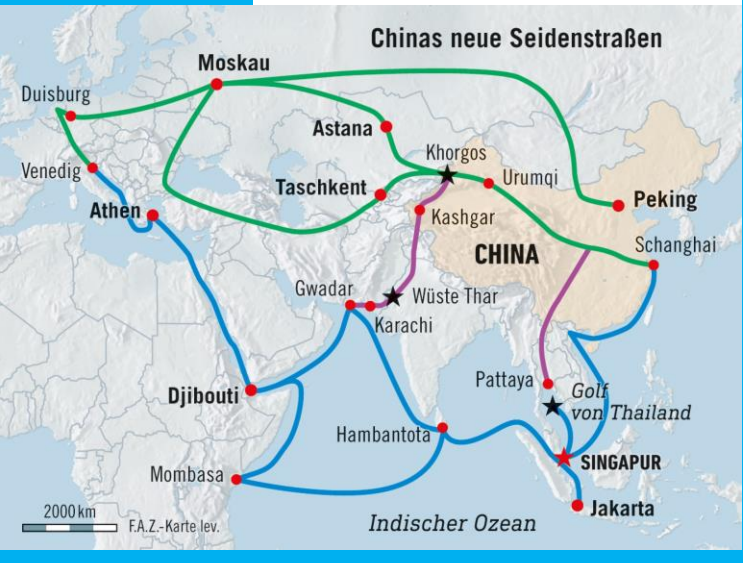 Chinas neue Seidenstraßen
Moskau
Duisburg
Astana
Khorgos
Venedig
Taschkent
Urumqi
Peking
Athen
Kashgar
Schanghai
CHINA
Gwadar
Wüste Thar
Karachi
Pattaya
Golf
von Thailand
Djibouti
Hambantota
SINGAPUR
Mombasa
Jakarta
2000 km
F.A.Z.-Karte lev.
Indischer Ozean